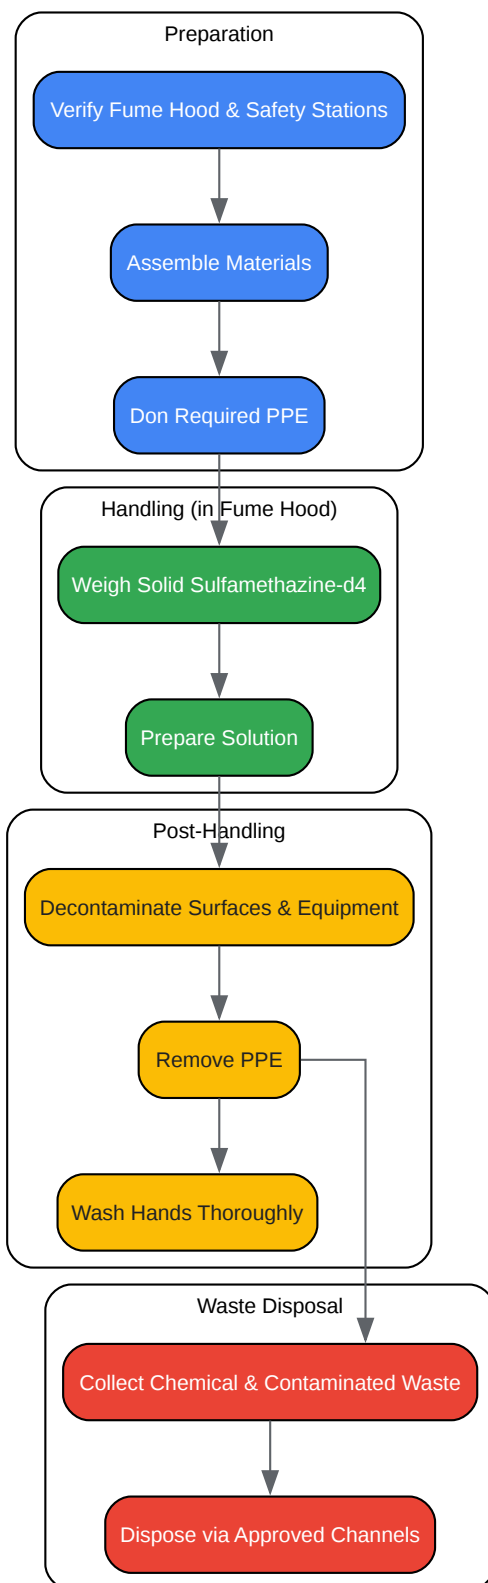 Preparation
Verify Fume Hood & Safety Stations
Assemble Materials
Don Required PPE
Handling (in Fume Hood)
Weigh Solid Sulfamethazine-d4
Prepare Solution
Post-Handling
Decontaminate Surfaces & Equipment
Remove PPE
Wash Hands Thoroughly
Waste Disposal
Collect Chemical & Contaminated Waste
Dispose via Approved Channels